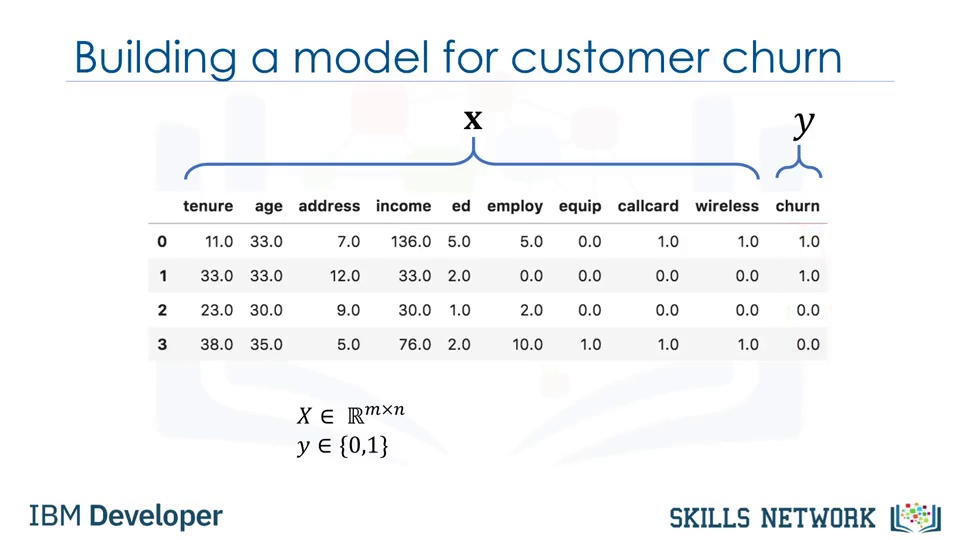 Building a model for customer churn
x y
tenure age address income ed employ equip callcard wireless churn
0 11.0 33.0 7.0 136.0 5.0 5.0 0.0 1.0 1.0 1.0
1 33.0 33.0 12.0 33.0 2.0 0.0 0.0 0.0 0.0 1.0
2 23.0 30.0 9.0 30.0 1.0 2.0 0.0 0.0 0.0 0.0
3 38.0 35.0 5.0 76.0 2.0 10.0 1.0 1.0 1.0 0.0
X ∈ ℝ^{m×n}
y ∈ {0,1}
IBM Developer
SKILLS NETWORK